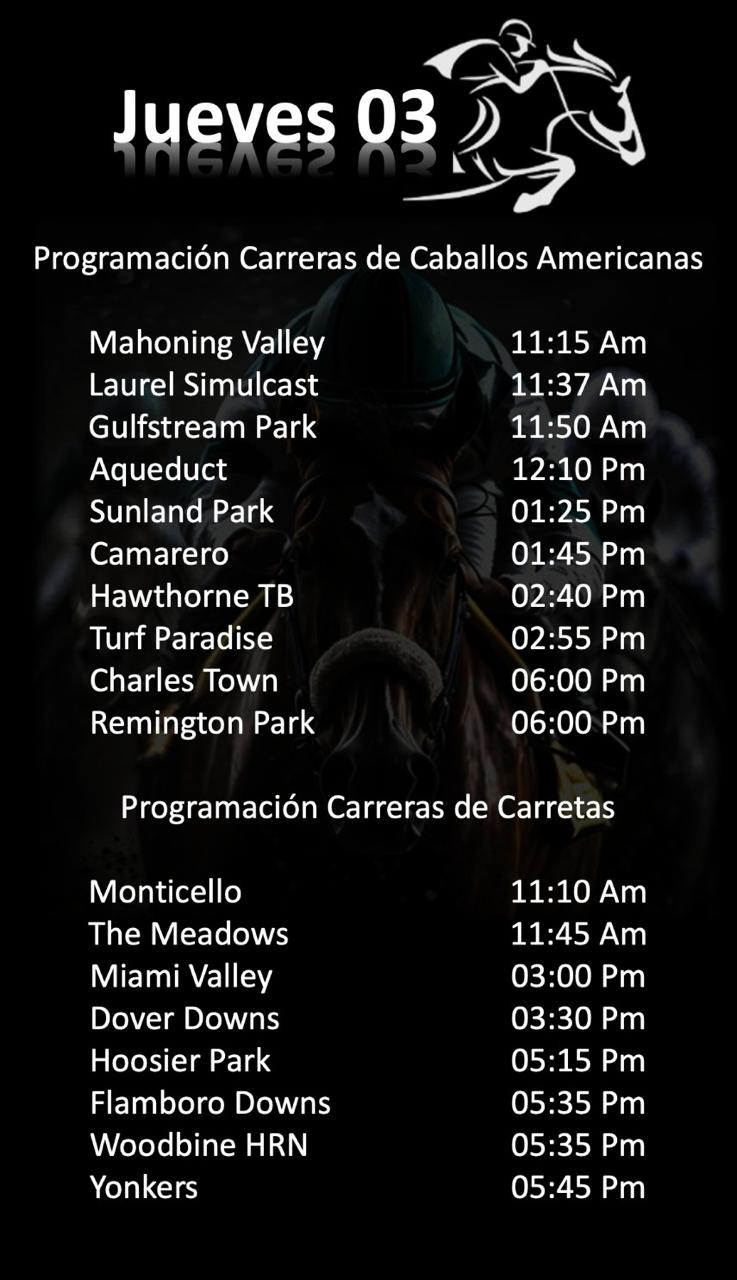 Jueves 03
Programación Carreras de Caballos Americanas
Mahoning Valley 11:15 Am
Laurel Simulcast 11:37 Am
Gulfstream Park 11:50 Am
Aqueduct 12:10 Pm
Sunland Park 01:25 Pm
Camarero 01:45 Pm
Hawthorne TB 02:40 Pm
Turf Paradise 02:55 Pm
Charles Town 06:00 Pm
Remington Park 06:00 Pm
Programación Carreras de Carretas
Monticello 11:10 Am
The Meadows 11:45 Am
Miami Valley 03:00 Pm
Dover Downs 03:30 Pm
Hoosier Park 05:15 Pm
Flamboro Downs 05:35 Pm
Woodbine HRN 05:35 Pm
Yonkers 05:45 Pm